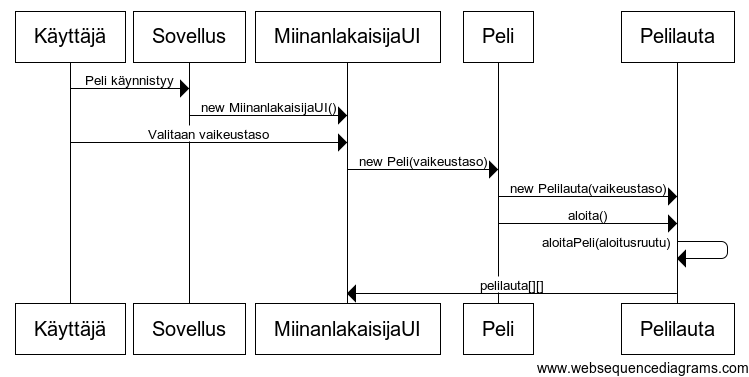 Käyttäjä
Sovellus
MiinanlakaisijaUI
Peli
Pelilauta
Peli käynnistyy
new MiinanlakaisijaUI()
Valitaan vaikeustaso
new Peli(vaikeustaso)
new Pelilauta(vaikeustaso)
aloita()
aloitaPeli(aloitusruutu)
pelilauta[][]
Käyttäjä
Sovellus
MiinanlakaisijaUI
Peli
Pelilauta
www.websequencediagrams.com